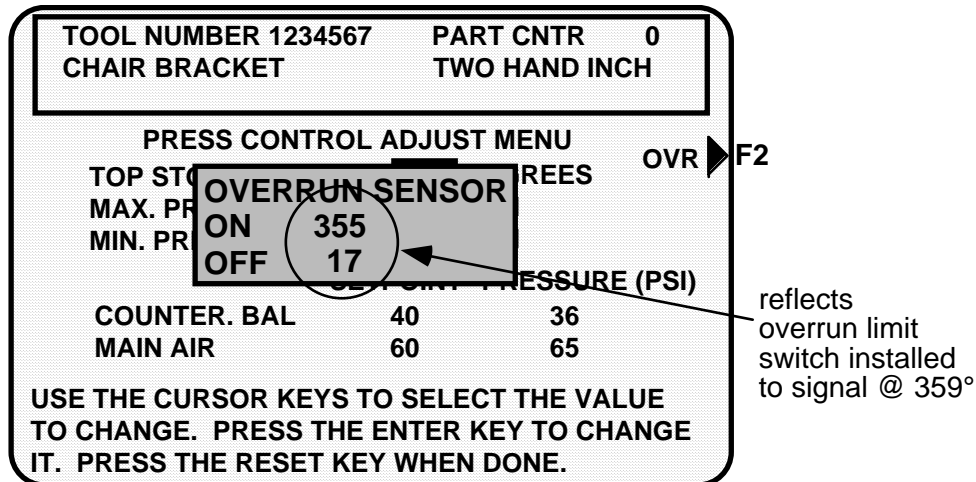 TOOL NUMBER 1234567 PART CNTR 0
CHAIR BRACKET TWO HAND INCH
PRESS CONTROL ADJUST MENU
OVR F2
TOP
OVERRUN SENSOR
MAX.
ON 355
MIN.
OFF 17
PRESSURE (PSI)
COUNTER. BAL 40 36
MAIN AIR 60 65
USE THE CURSOR KEYS TO SELECT THE VALUE
TO CHANGE. PRESS THE ENTER KEY TO CHANGE
IT. PRESS THE RESET KEY WHEN DONE.
reflects
overrun limit
switch installed
to signal @ 359°